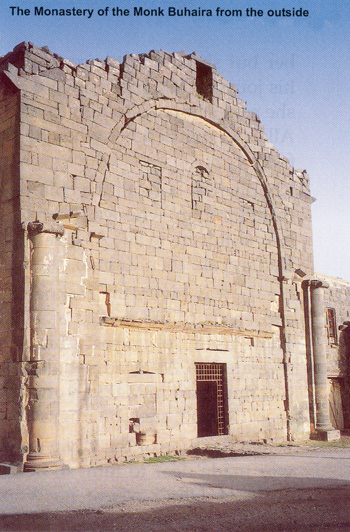 The Monastery of the Monk Buhaira from the outside